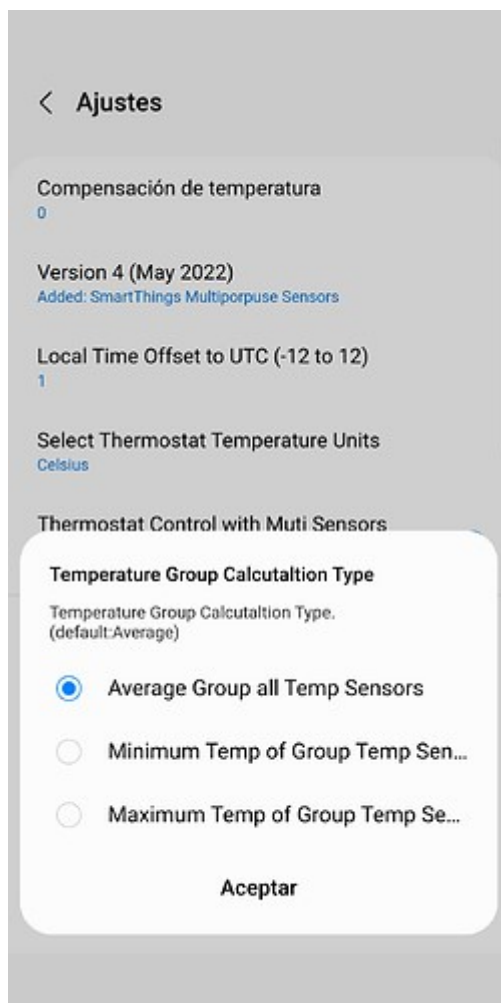 Ajustes
Compensación de temperatura
0
Version 4 (May 2022)
Added: SmartThings Multiporpuse Sensors
Local Time Offset to UTC (-12 to 12)
1
Select Thermostat Temperature Units
Celsius
Thermostat Control with Muti Sensors
Temperature Group Calcutaltion Type
Temperature Group Calcutaltion Type.
(default:Average)
Average Group all Temp Sensors
Minimum Temp of Group Temp Sen...
Maximum Temp of Group Temp Se...
Aceptar